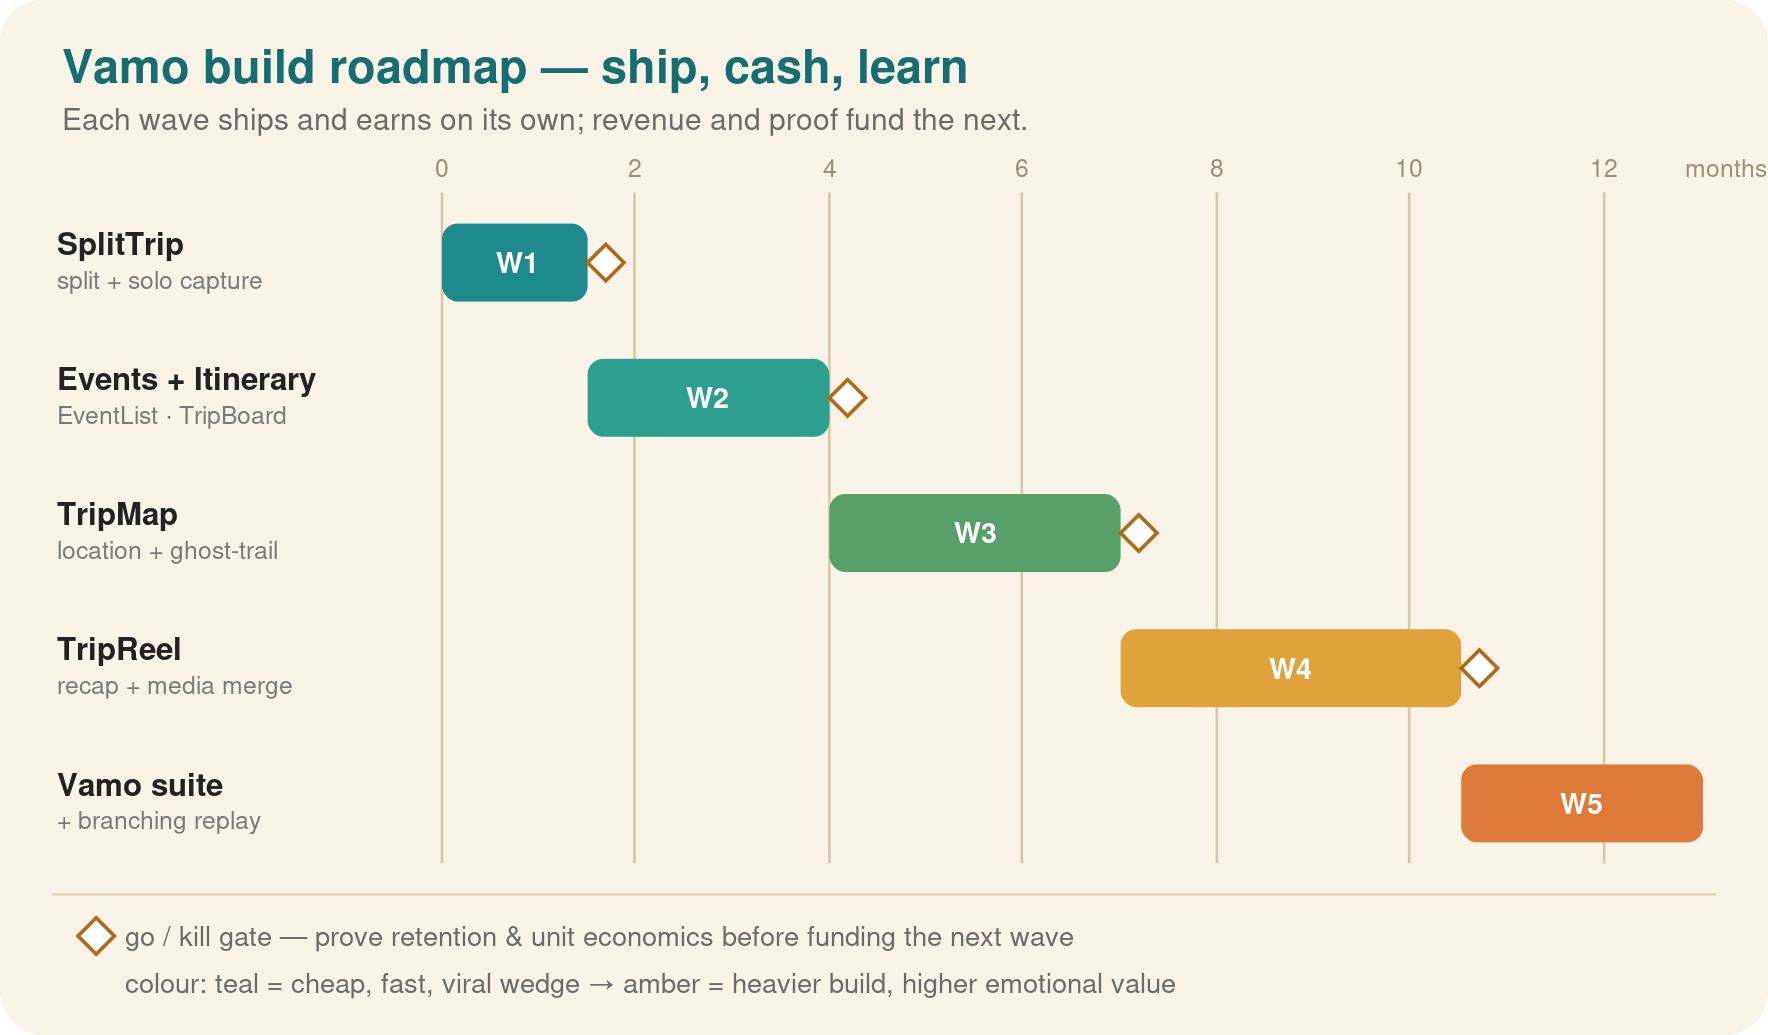 Vamo build roadmap — ship, cash, learn
Each wave ships and earns on its own; revenue and proof fund the next.
0 2 4 6 8 10 12 months
SplitTrip
split + solo capture
W1
Events + Itinerary
EventList · TripBoard
W2
TripMap
location + ghost-trail
W3
TripReel
recap + media merge
W4
Vamo suite
+ branching replay
W5
go / kill gate — prove retention & unit economics before funding the next wave
colour: teal = cheap, fast, viral wedge → amber = heavier build, higher emotional value